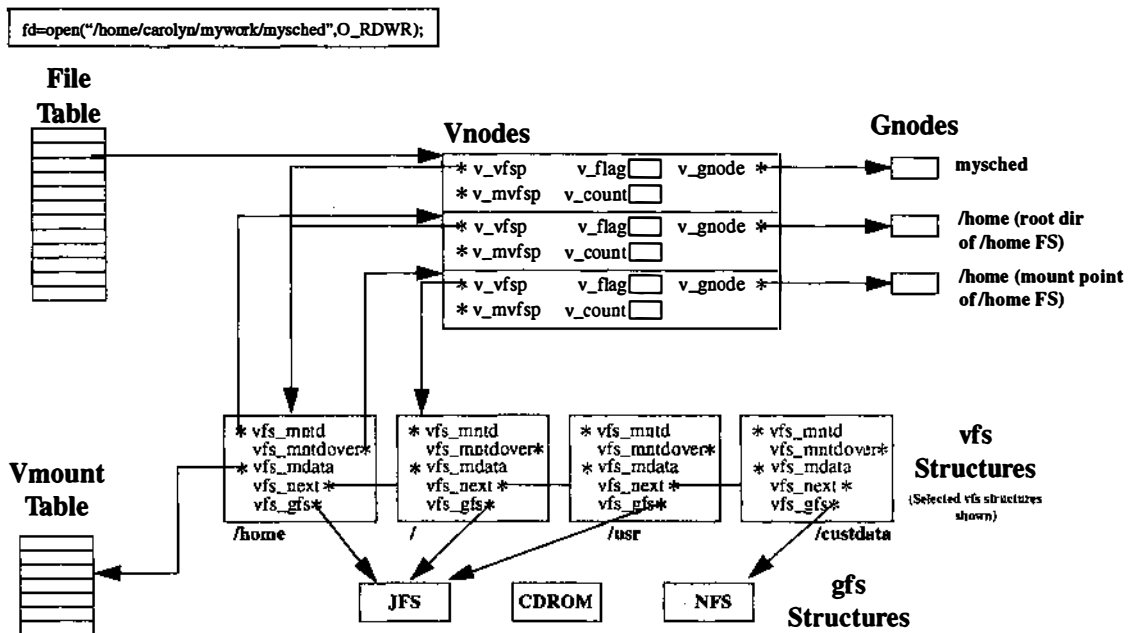 fd=open(“/home/carolyn/mywork/mysched”,O_RDWR);
File
Table
Vnodes
Gnodes
* v_vfsp v_flag v_gnode *
* v_mvfsp v_count
mysched
* v_vfsp v_flag v_gnode *
* v_mvfsp v_count
/home (root dir
of /home FS)
* v_vfsp v_flag v_gnode *
* v_mvfsp v_count
/home (mount point
of /home FS)
* vfs_mntd
vfs_mntdover*
* vfs_mdata
vfs_next *
vfs_gfs*
/home
* vfs_mntd
vfs_mntdover*
* vfs_mdata
vfs_next *
vfs_gfs*
/
* vfs_mntd
vfs_mntdover*
* vfs_mdata
vfs_next *
vfs_gfs*
/usr
* vfs_mntd
vfs_mntdover*
* vfs_mdata
vfs_next *
vfs_gfs*
/custdata
vfs
Structures
(Selected vfs structures
shown)
Vmount
Table
JFS
CDROM
NFS
gfs
Structures